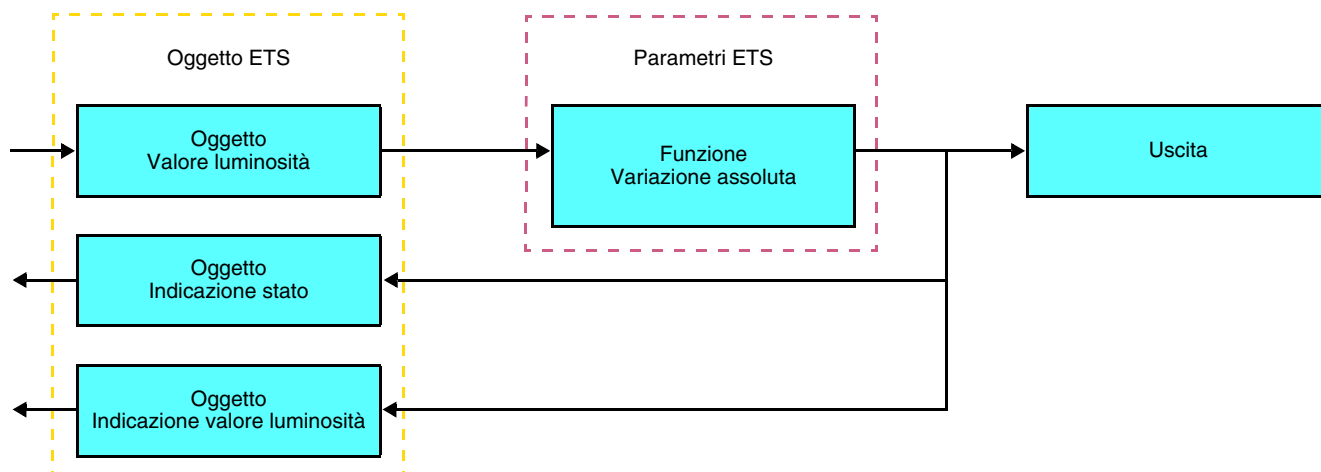 Oggetto ETS
Parametri ETS
Oggetto
Valore luminosità
Funzione
Variazione assoluta
Uscita
Oggetto
Indicazione stato
Oggetto
Indicazione valore luminosità